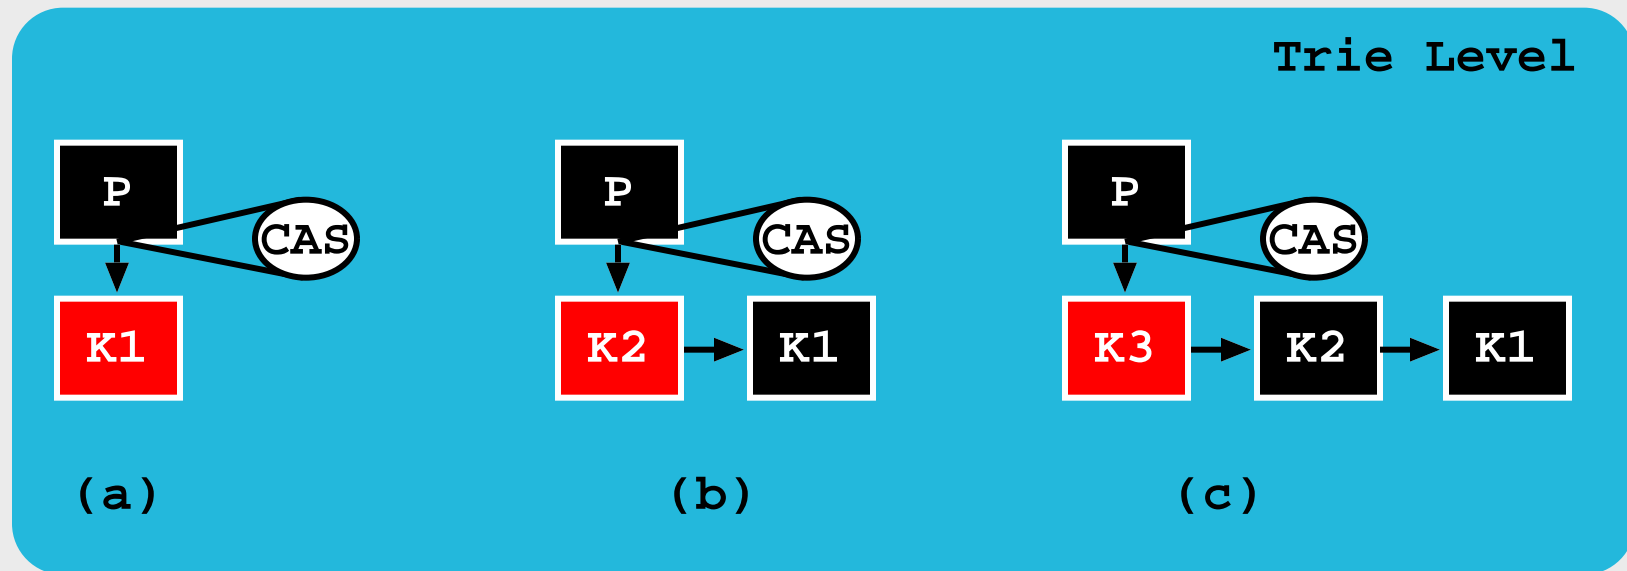 Trie Level
P
CAS
K1
(a)
P
CAS
K2 K1
(b)
P
CAS
K3 K2 K1
(c)